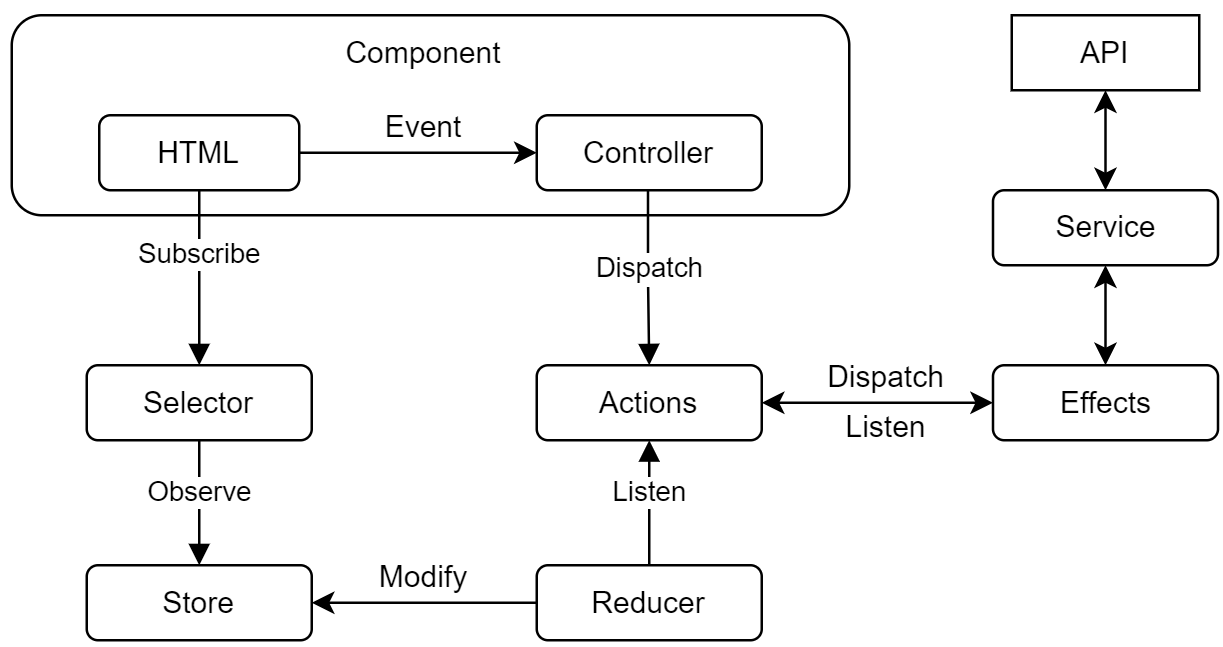 Component
API
HTML
Event
Controller
Service
Subscribe
Dispatch
Selector
Actions
Dispatch
Listen
Effects
Observe
Listen
Store
Modify
Reducer